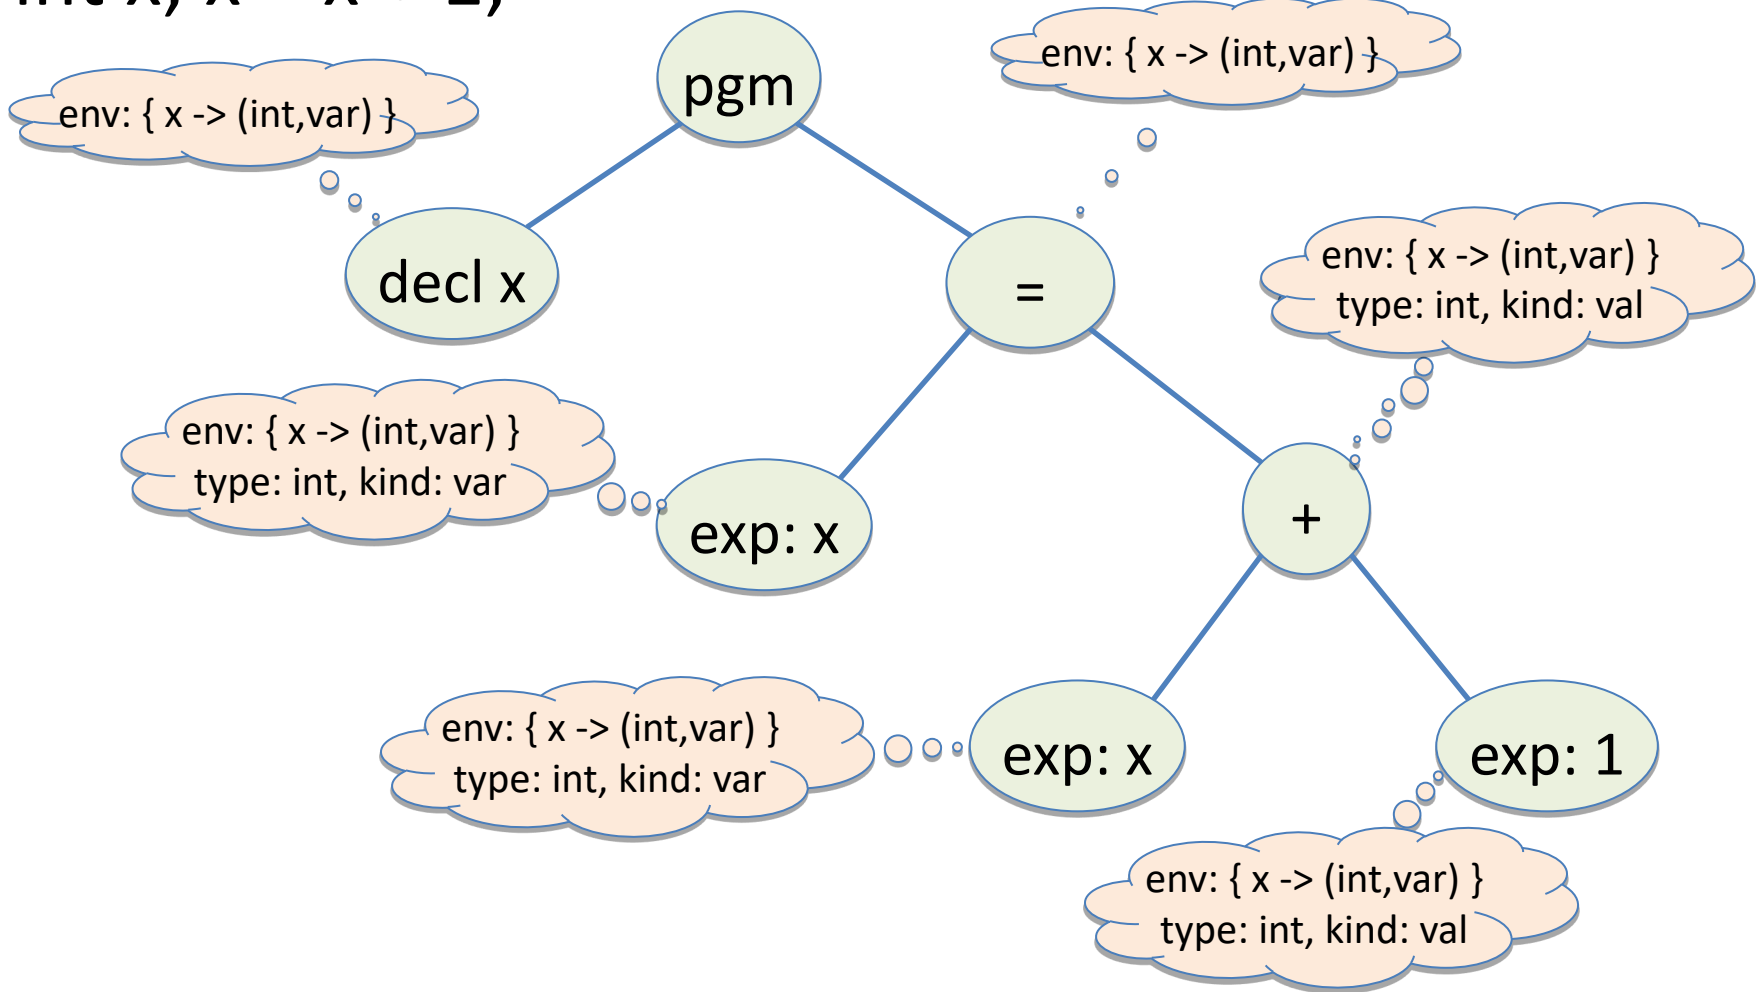 int x; x = x + 1;
pgm
env: { x -> (int,var) }
env: { x -> (int,var) }
decl x
=
env: { x -> (int,var) }
type: int, kind: val
env: { x -> (int,var) }
type: int, kind: var
exp: x
+
env: { x -> (int,var) }
type: int, kind: var
exp: x
exp: 1
env: { x -> (int,var) }
type: int, kind: val